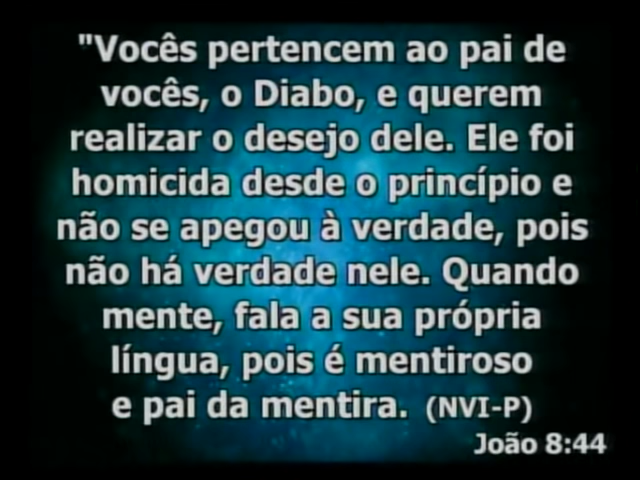 "Vocês pertencem ao pai de
vocês, o Diabo, e querem
realizar o desejo dele. Ele foi
homicida desde o princípio e
não se apegou à verdade, pois
não há verdade nele. Quando
mente, fala a sua própria
língua, pois é mentiroso
e pai da mentira. (NVI-P)
João 8:44